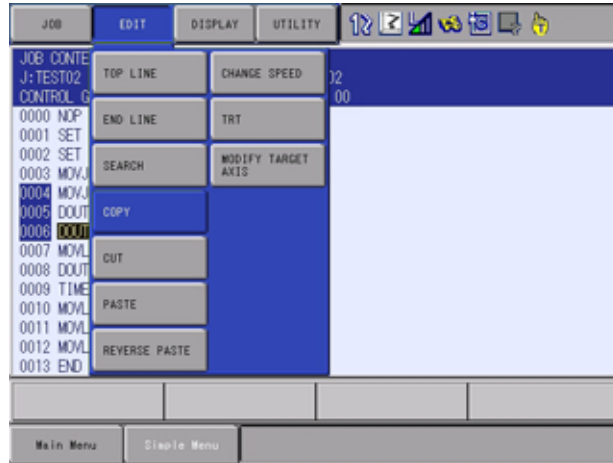 JOB EDIT DISPLAY UTILITY
JOB CONTE
J:TEST02 02
CONTROL G 00
TOP LINE CHANGE SPEED
END LINE TRT
SEARCH MODIFY TARGET AXIS
COPY
CUT
PASTE
REVERSE PASTE
0000 NOP
0001 SET
0002 SET
0003 MOVJ
0004 MOVJ
0005 DOUT
0006 DOUT
0007 MOVL
0008 DOUT
0009 TIME
0010 MOVL
0011 MOVL
0012 MOVL
0013 END
Main Menu Simple Menu